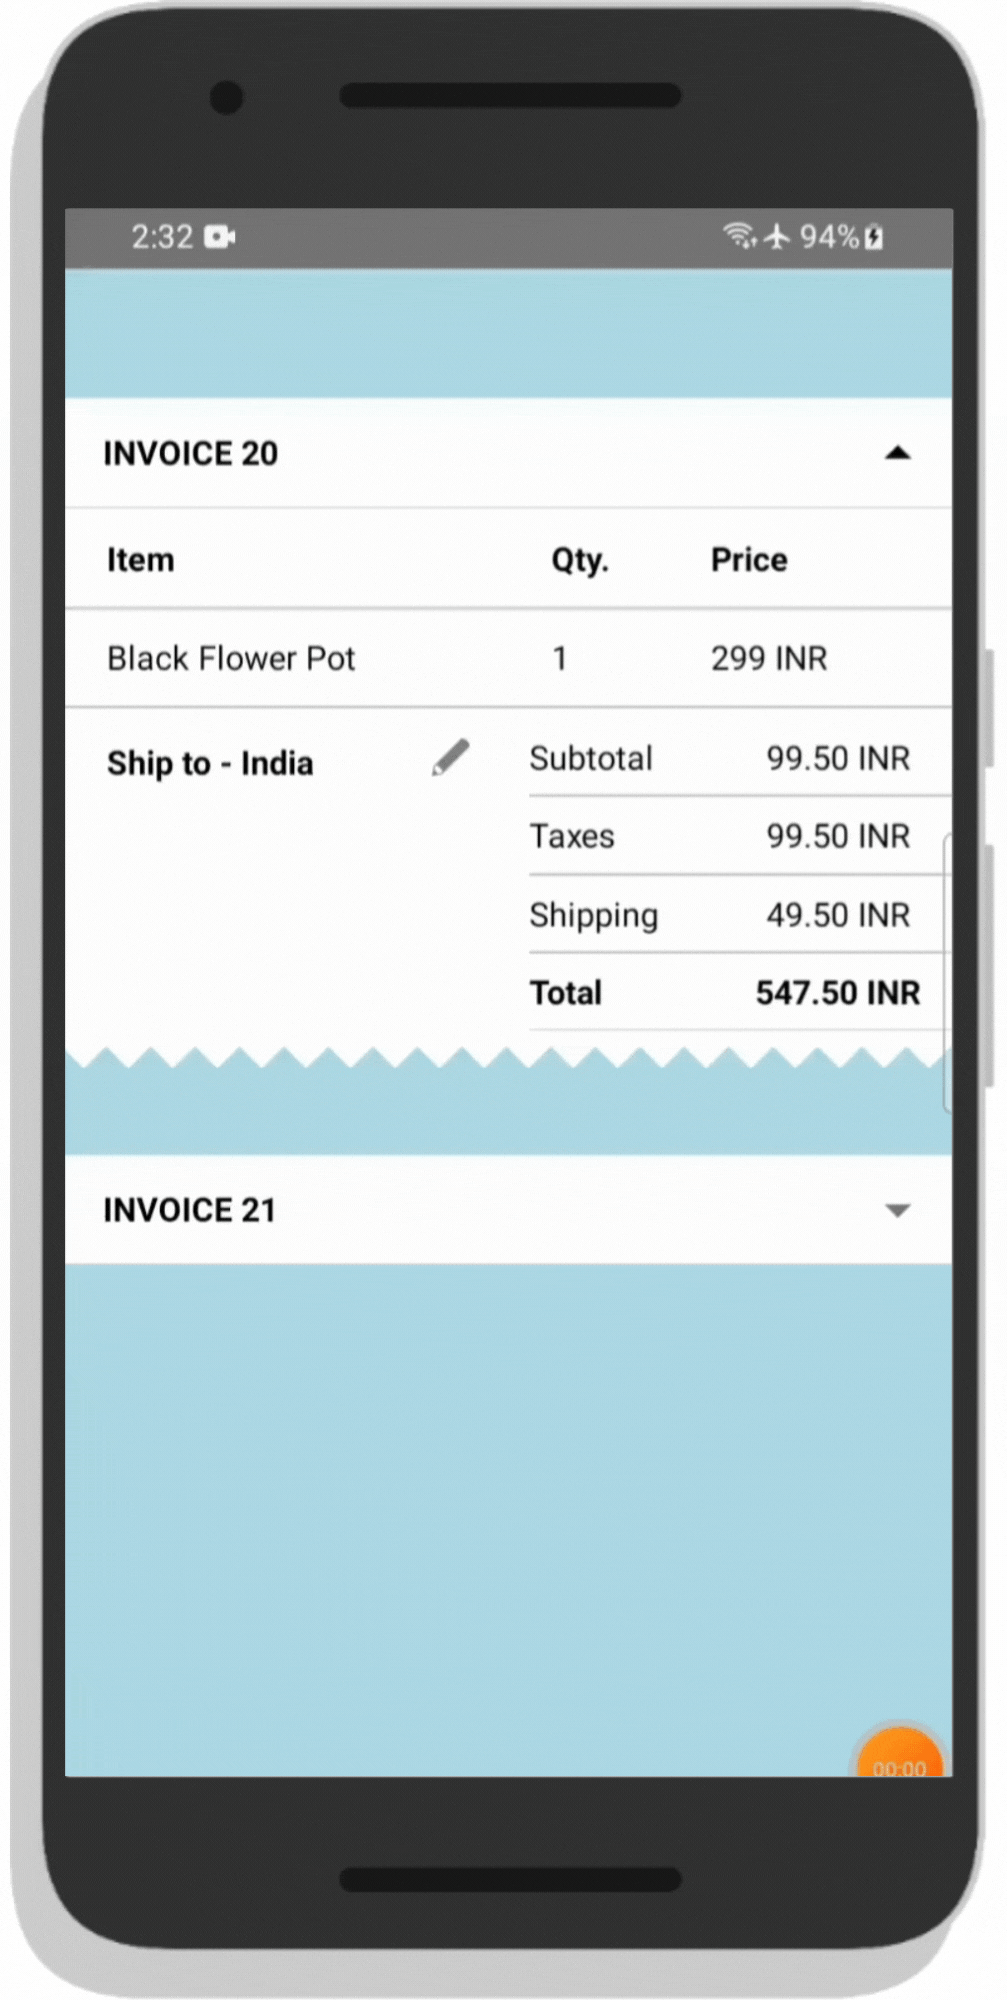 2:32 94%
INVOICE 20
Item Qty. Price
Black Flower Pot 1 299 INR
Ship to - India Subtotal 99.50 INR
Taxes 99.50 INR
Shipping 49.50 INR
Total 547.50 INR
INVOICE 21
00:00